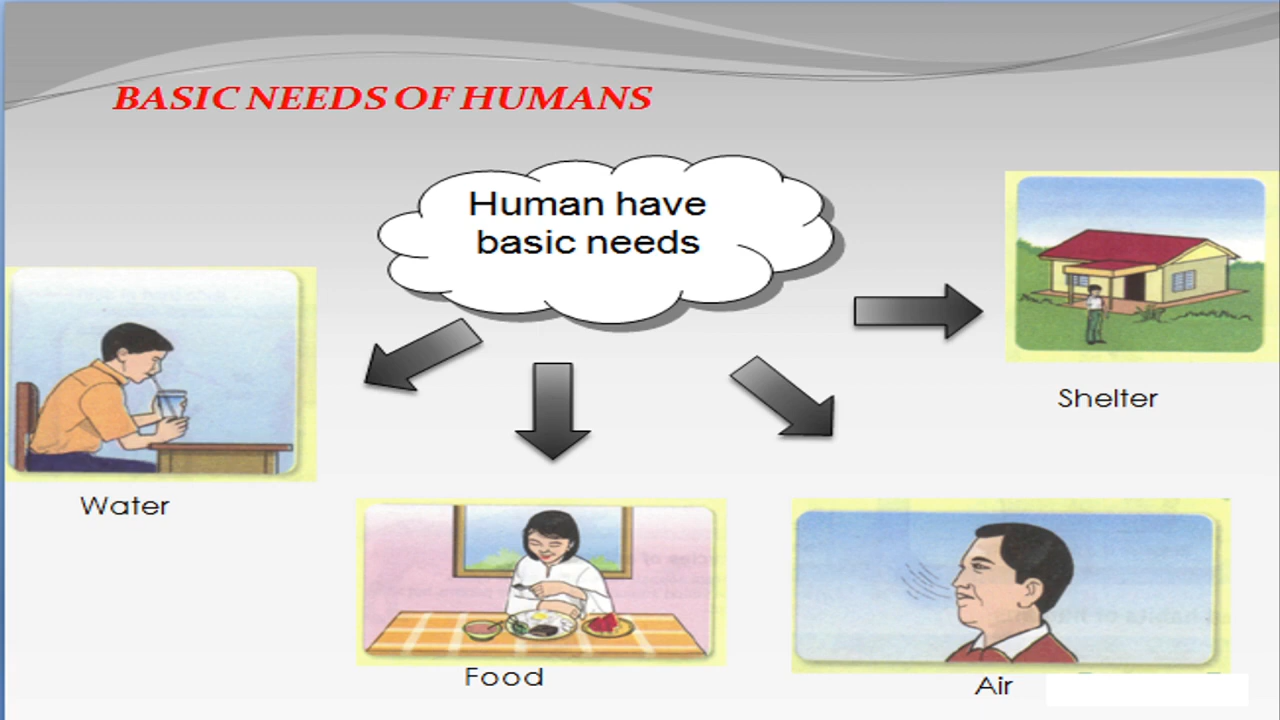 BASIC NEEDS OF HUMANS
Human have
basic needs
Shelter
Water
Food
Air